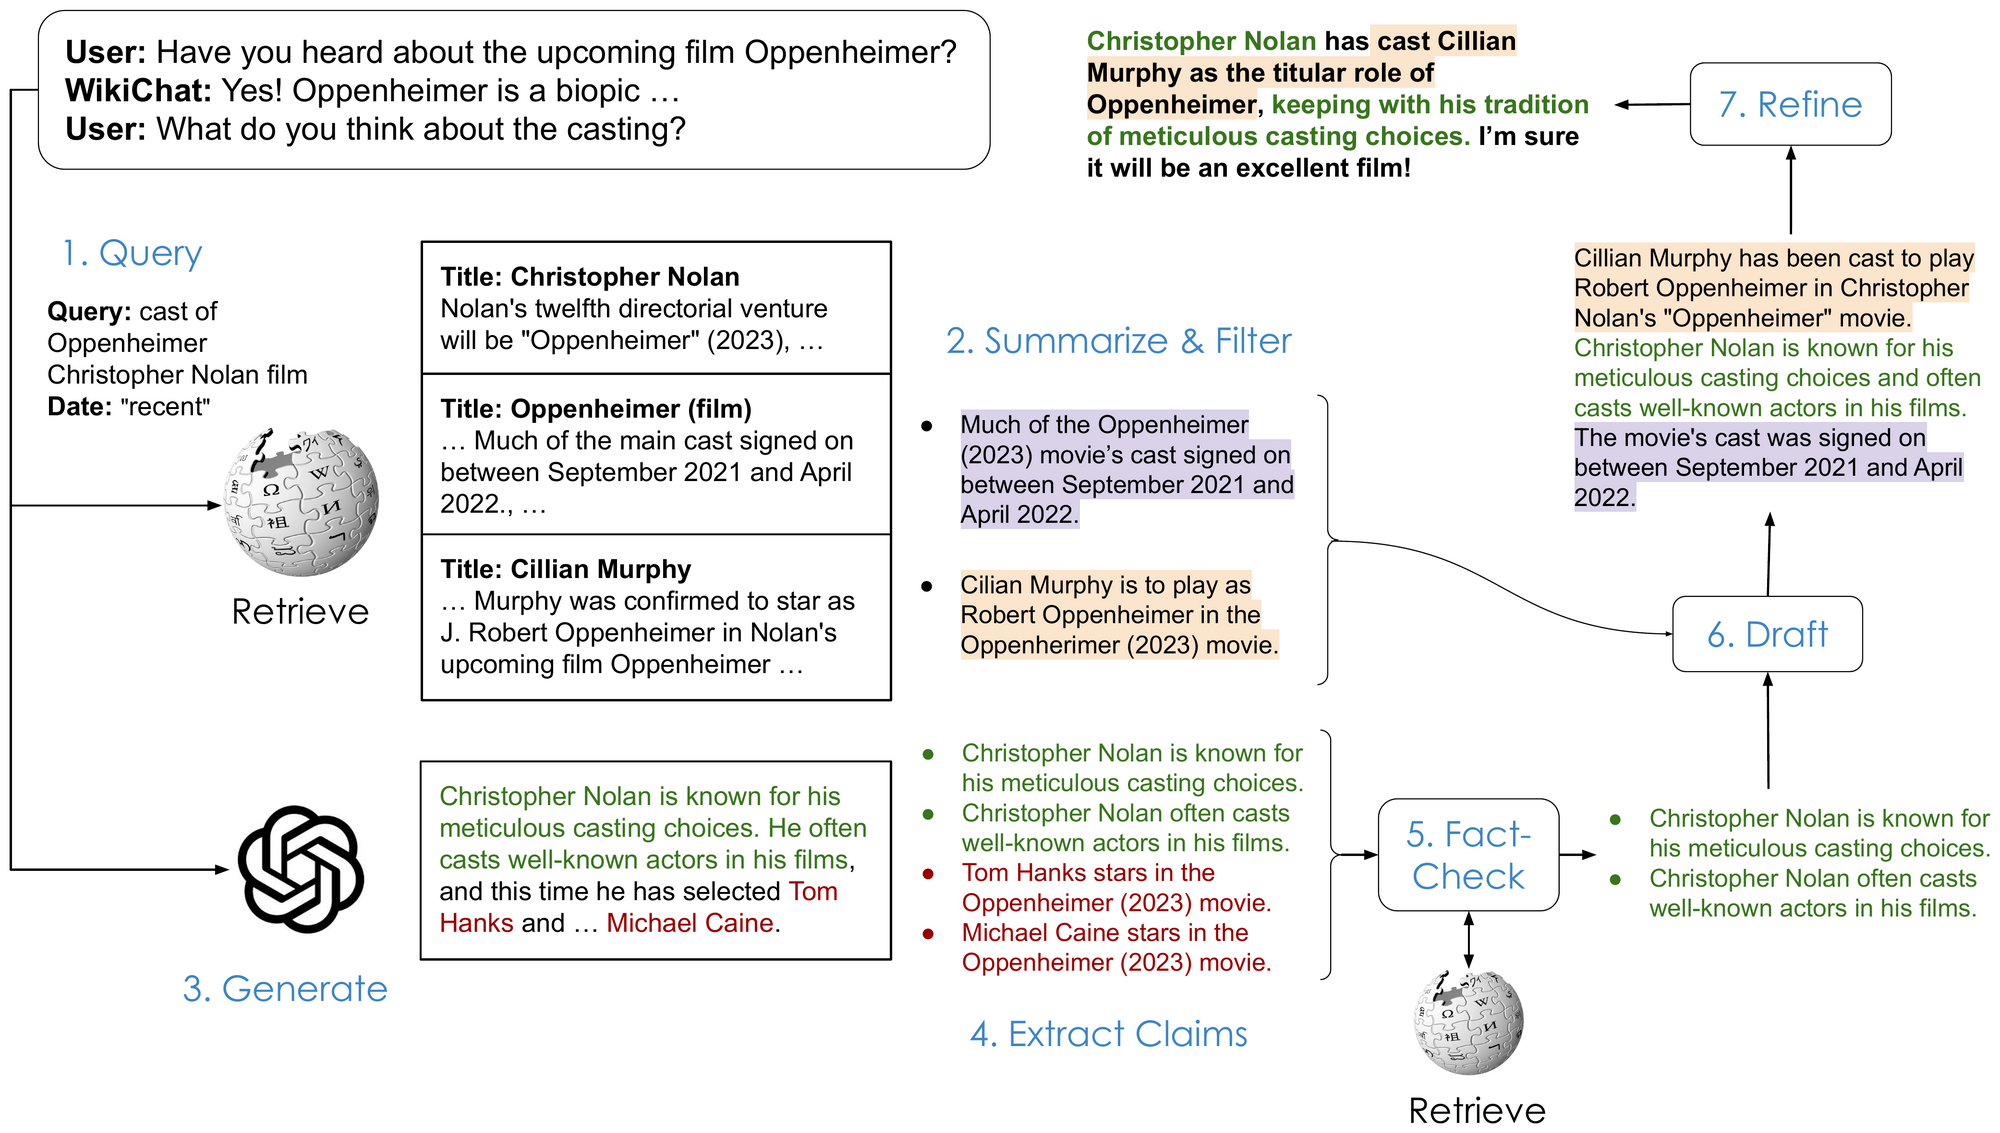 User: Have you heard about the upcoming film Oppenheimer?
WikiChat: Yes! Oppenheimer is a biopic …
User: What do you think about the casting?
1. Query
Query: cast of
Oppenheimer
Christopher Nolan film
Date: "recent"
Retrieve
Title: Christopher Nolan
Nolan's twelfth directorial venture
will be "Oppenheimer" (2023), …
Title: Oppenheimer (film)
… Much of the main cast signed on
between September 2021 and April
2022., …
Title: Cillian Murphy
… Murphy was confirmed to star as
J. Robert Oppenheimer in Nolan's
upcoming film Oppenheimer …
2. Summarize & Filter
● Much of the Oppenheimer
(2023) movie’s cast signed on
between September 2021 and
April 2022.
● Cilian Murphy is to play as
Robert Oppenheimer in the
Oppenherimer (2023) movie.
3. Generate
Christopher Nolan is known for his
meticulous casting choices. He often
casts well-known actors in his films,
and this time he has selected Tom
Hanks and … Michael Caine.
● Christopher Nolan is known for
his meticulous casting choices.
● Christopher Nolan often casts
well-known actors in his films.
● Tom Hanks stars in the
Oppenheimer (2023) movie.
● Michael Caine stars in the
Oppenheimer (2023) movie.
4. Extract Claims
5. Fact-
Check
Retrieve
● Christopher Nolan is known for
his meticulous casting choices.
● Christopher Nolan often casts
well-known actors in his films.
6. Draft
Cillian Murphy has been cast to play
Robert Oppenheimer in Christopher
Nolan's "Oppenheimer" movie.
Christopher Nolan is known for his
meticulous casting choices and often
casts well-known actors in his films.
The movie's cast was signed on
between September 2021 and April
2022.
7. Refine
Christopher Nolan has cast Cillian
Murphy as the titular role of
Oppenheimer, keeping with his tradition
of meticulous casting choices. I’m sure
it will be an excellent film!